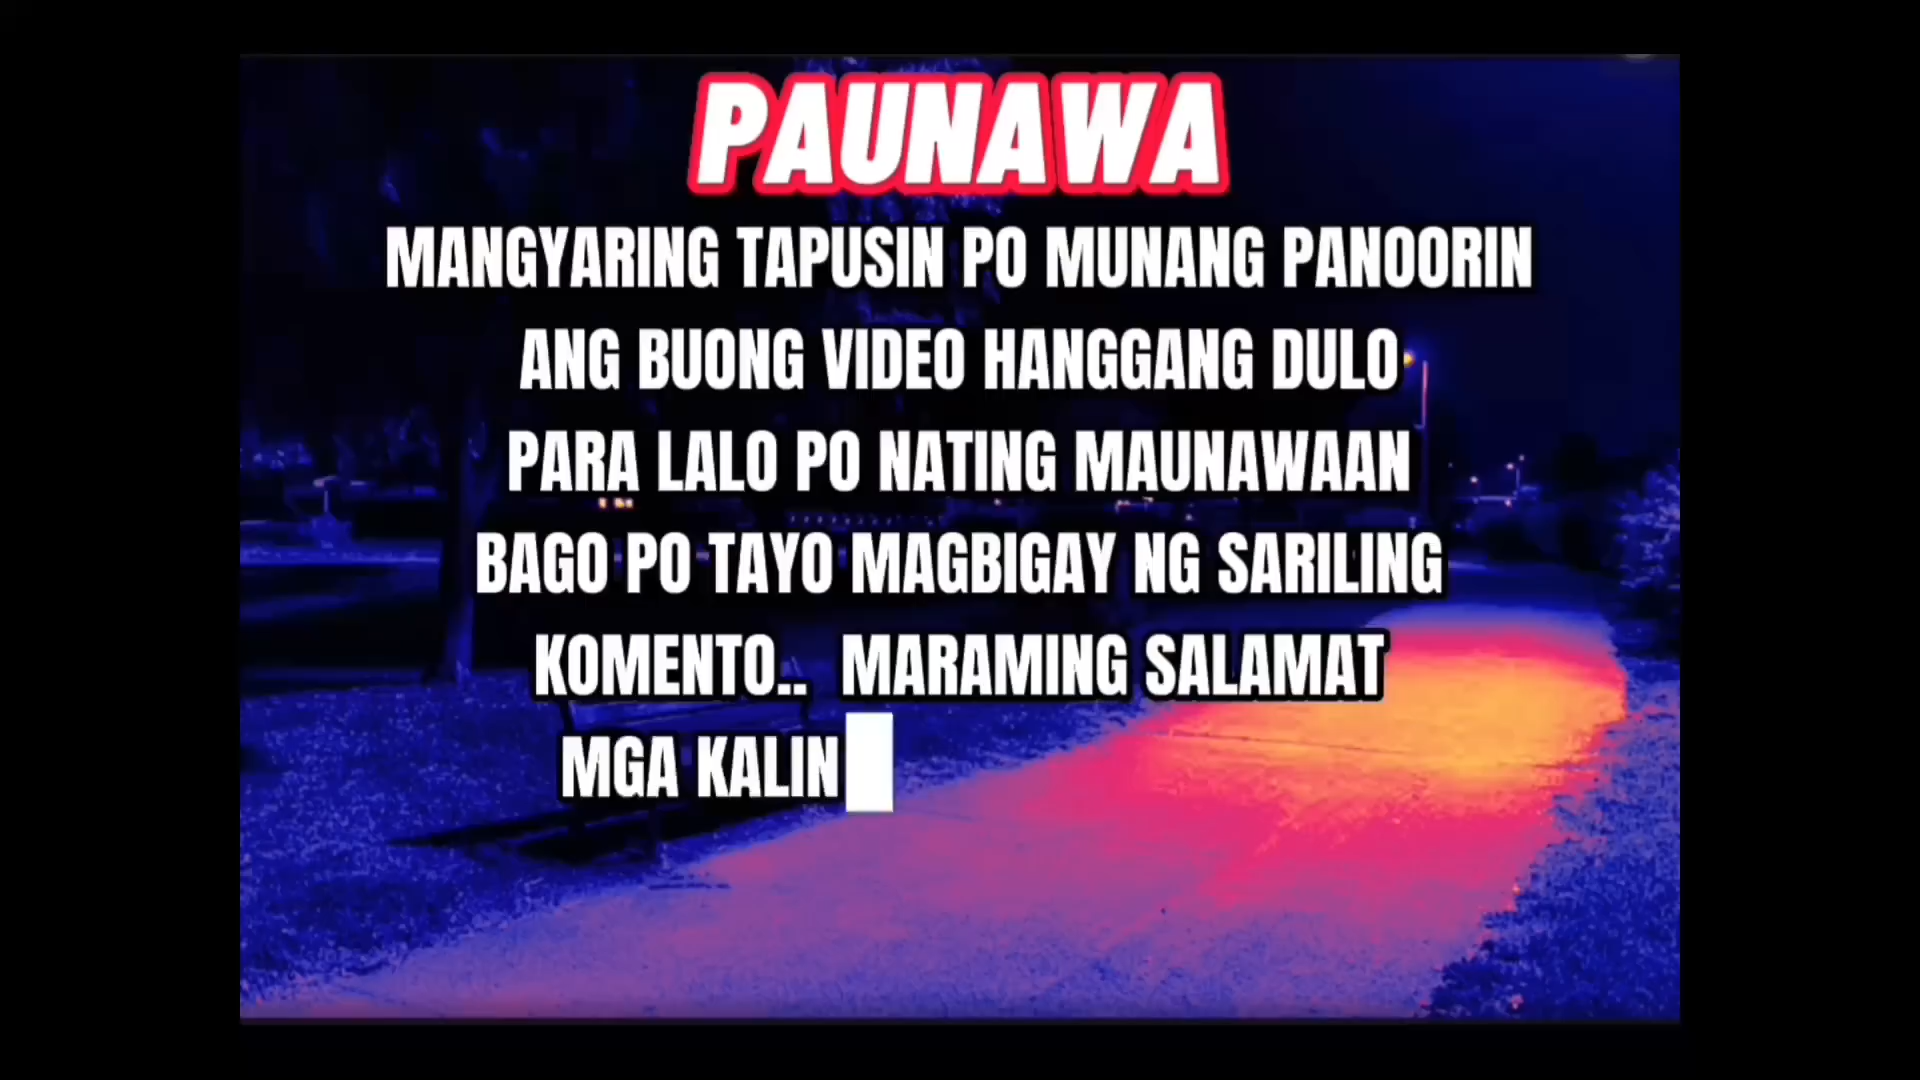 PAUNAWA
MANGYARING TAPUSIN PO MUNANG PANOORIN
ANG BUONG VIDEO HANGGANG DULO
PARA LALO PO NATING MAUNAWAAN
BAGO PO TAYO MAGBIGAY NG SARILING
KOMENTO.. MARAMING SALAMAT
MGA KALIN